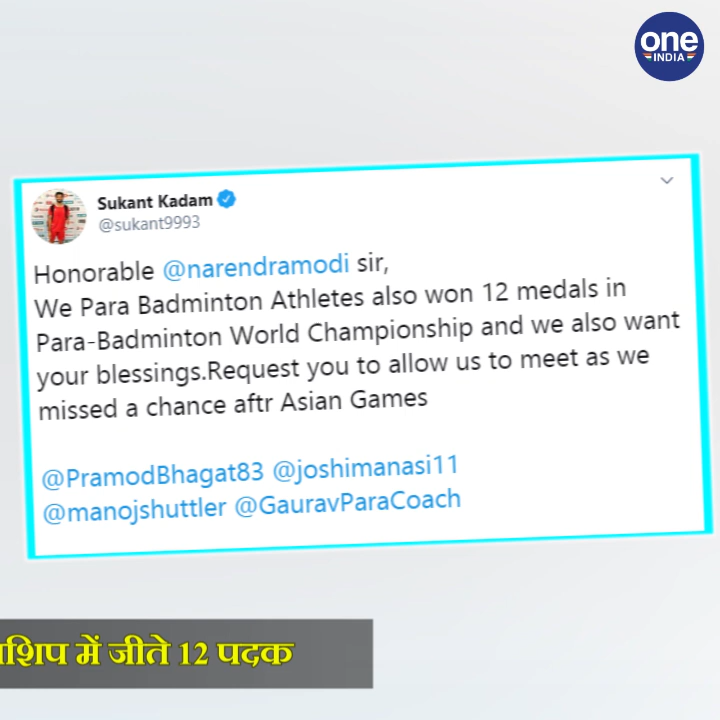 one
INDIA
Sukant Kadam
@sukant9993
Honorable @narendramodi sir,
We Para Badminton Athletes also won 12 medals in
Para-Badminton World Championship and we also want
your blessings.Request you to allow us to meet as we
missed a chance aftr Asian Games
@PramodBhagat83 @joshimanasi11
@manojshuttler @GauravParaCoach
में जीते 12 पदक